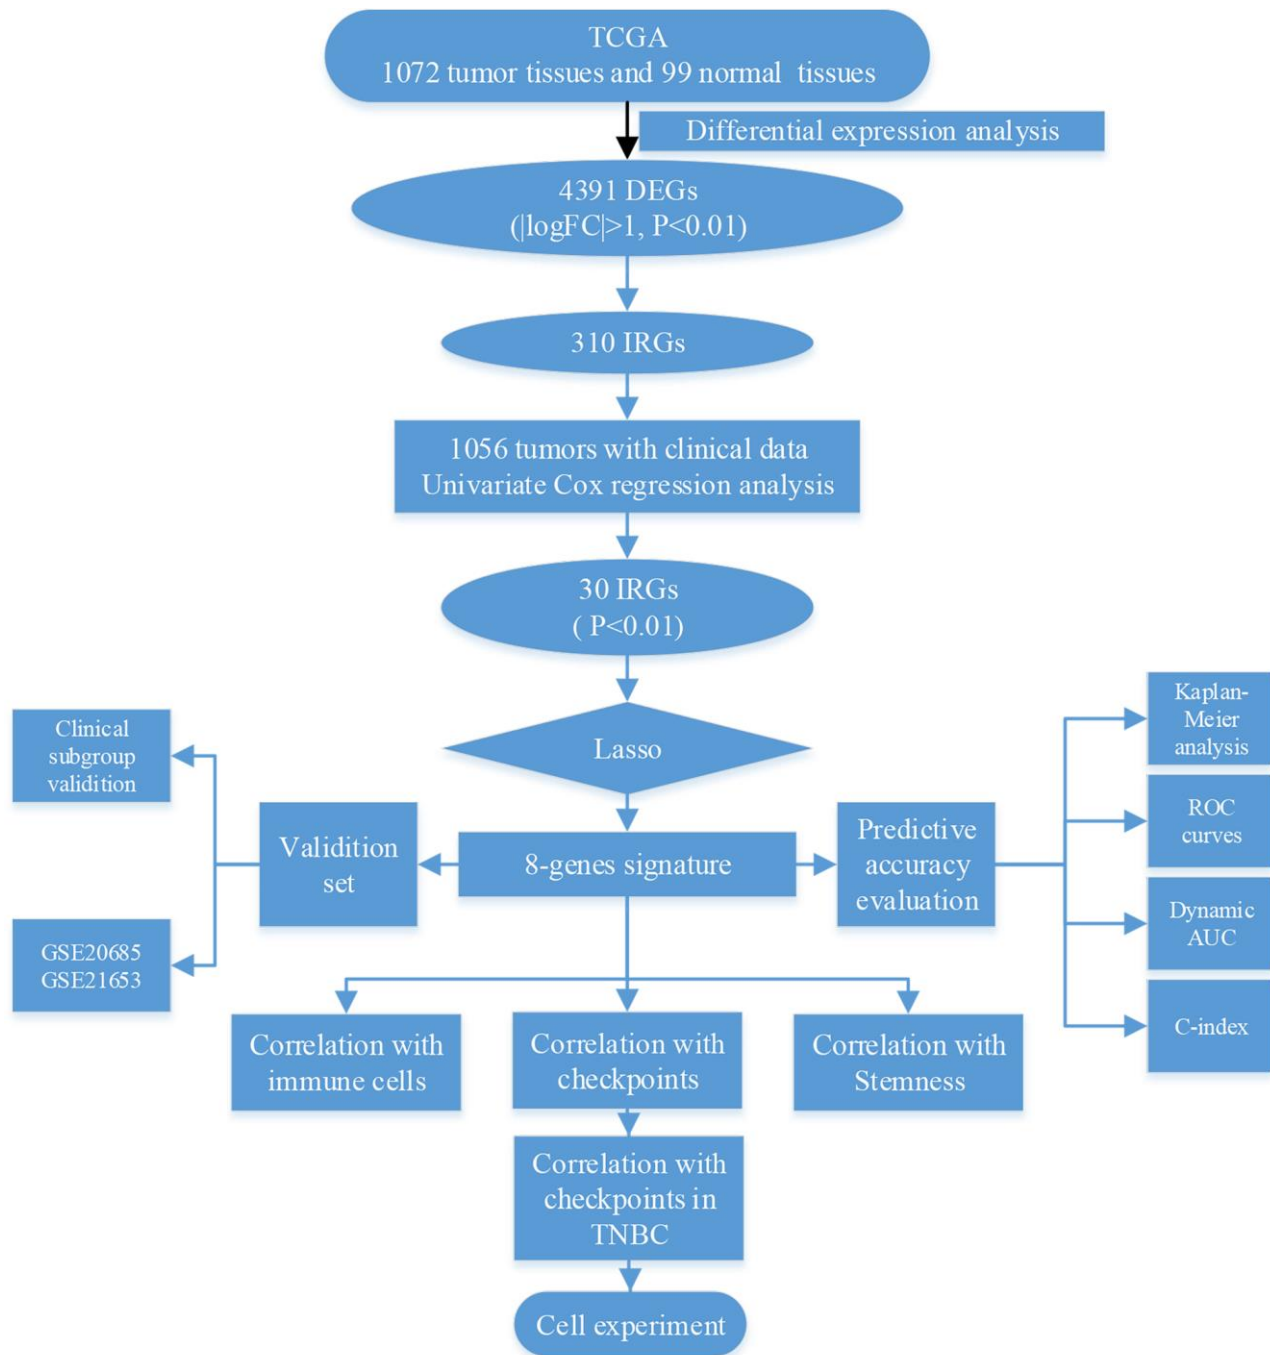 TCGA
1072 tumor tissues and 99 normal tissues
Differential expression analysis
4391 DEGs
(|logFC|>1, P<0.01)
310 IRGs
1056 tumors with clinical data
Univariate Cox regression analysis
30 IRGs
( P<0.01)
Lasso
8-genes signature
Validition
set
Clinical
subgroup
validition
GSE20685
GSE21653
Predictive
accuracy
evaluation
Kaplan-
Meier
analysis
ROC
curves
Dynamic
AUC
C-index
Correlation with
immune cells
Correlation with
checkpoints
Correlation with
Stemness
Correlation with
checkpoints in
TNBC
Cell experiment